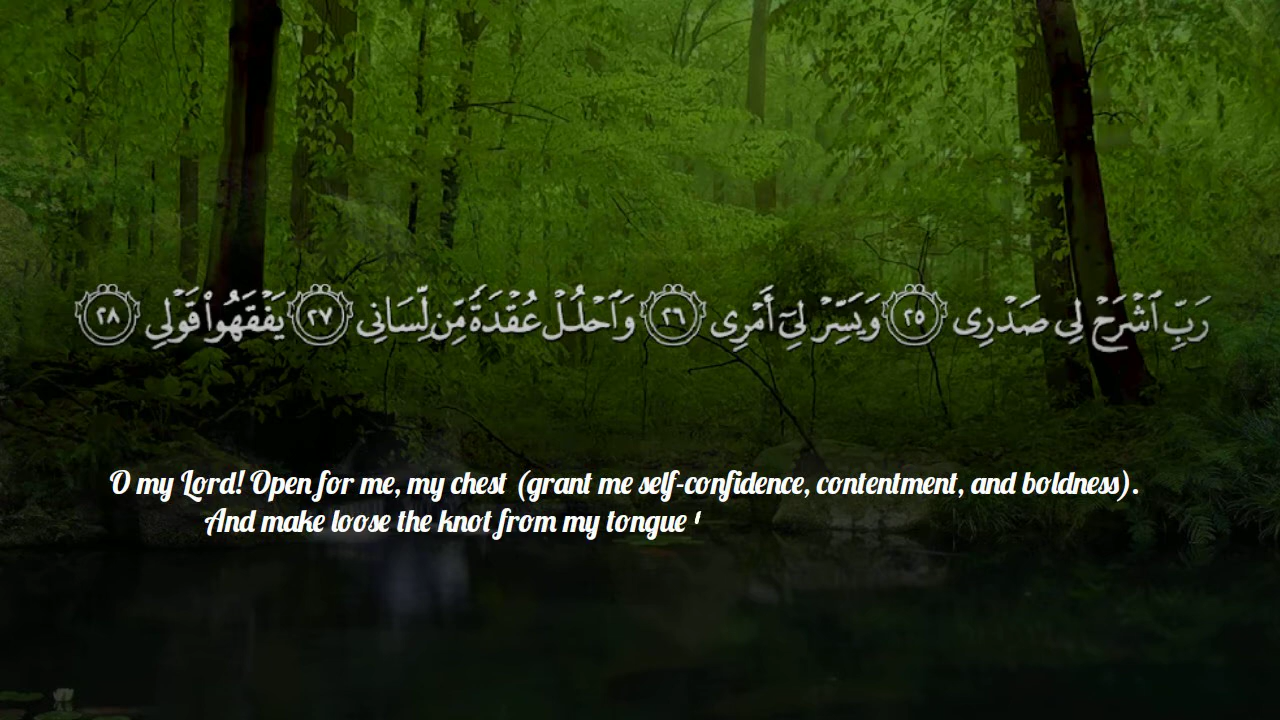 رَبِّ ٱشْرَحْ لِى صَدْرِى ٢٥ وَيَسِّرْ لِىٓ أَمْرِى ٢٦ وَٱحْلُلْ عُقْدَةً مِّن لِّسَانِى ٢٧ يَفْقَهُوا۟ قَوْلِى ٢٨
O my Lord! Open for me, my chest (grant me self-confidence, contentment, and boldness).
And make loose the knot from my tongue